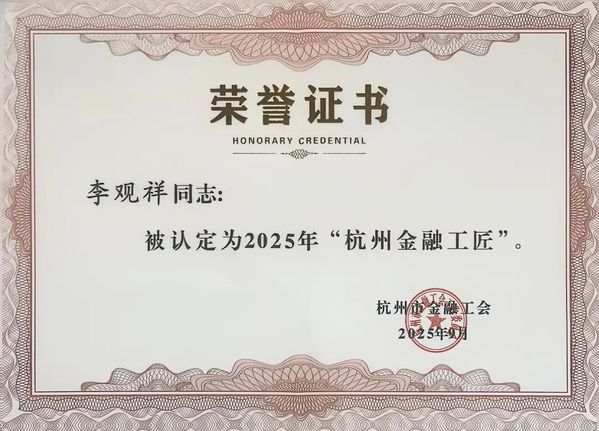 荣誉证书
HONORARY CREDENTIAL
李观祥同志:
被认定为2025年“杭州金融工匠”。
杭州市金融工会
2025年9月